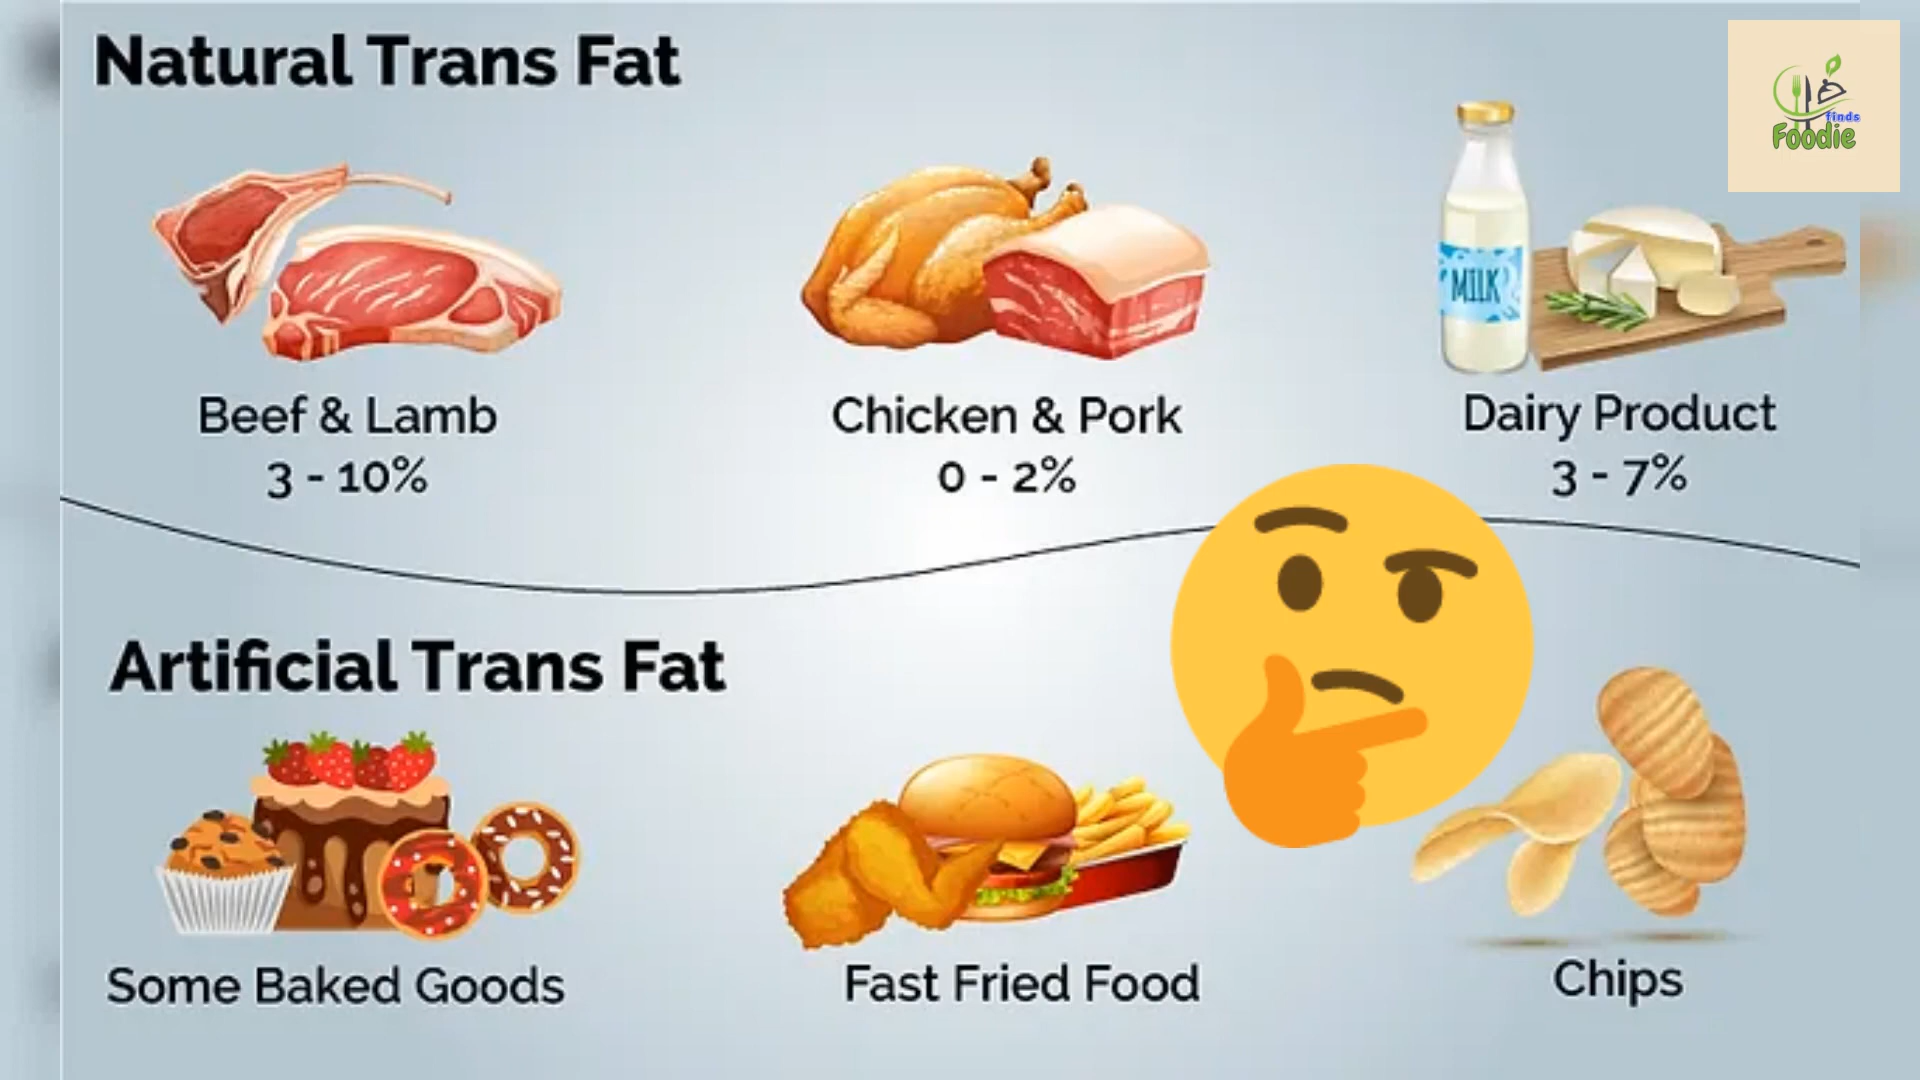 Natural Trans Fat
finds
Foodie
MILK
Beef & Lamb
3 - 10%
Chicken & Pork
0 - 2%
Dairy Product
3 - 7%
Artificial Trans Fat
Some Baked Goods
Fast Fried Food
Chips